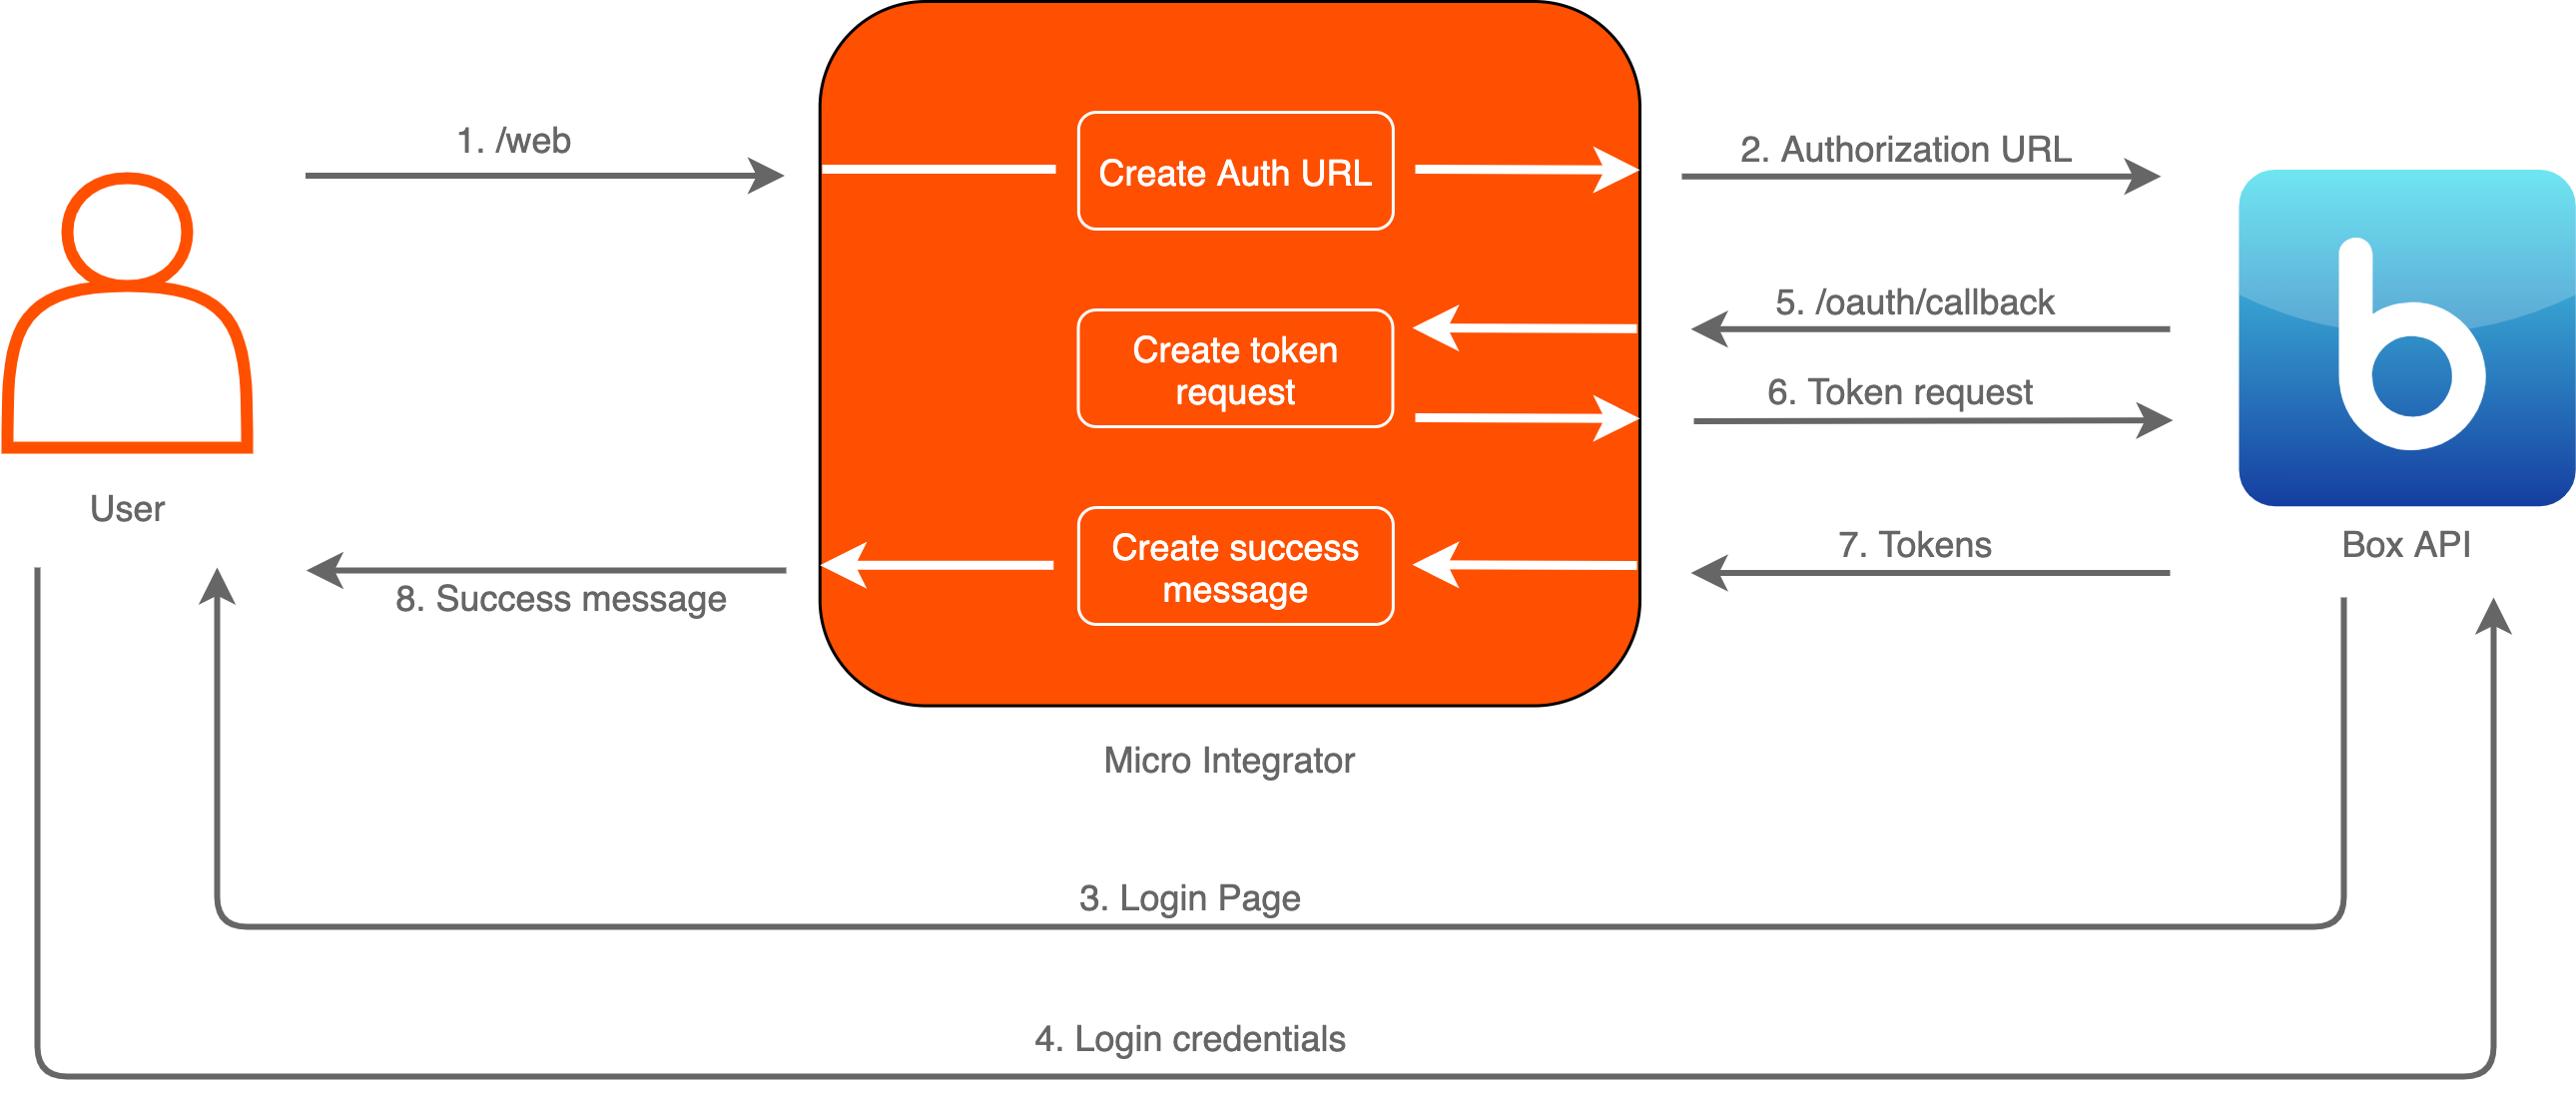 1. /web
Create Auth URL
2. Authorization URL
5. /oauth/callback
Create token
request
6. Token request
User
Create success
message
7. Tokens
Box API
8. Success message
Micro Integrator
3. Login Page
4. Login credentials
b